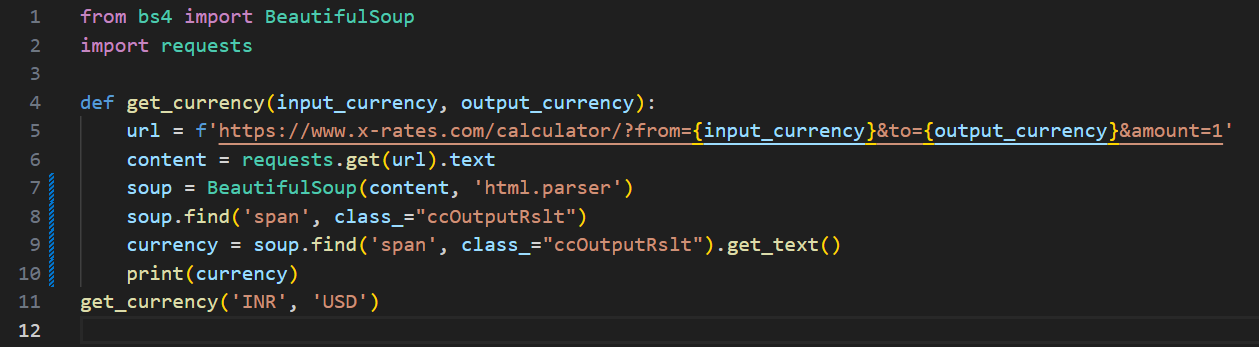 1 from bs4 import BeautifulSoup
2 import requests
3
4 def get_currency(input_currency, output_currency):
5     url = f'https://www.x-rates.com/calculator/?from={input_currency}&to={output_currency}&amount=1'
6     content = requests.get(url).text
7     soup = BeautifulSoup(content, 'html.parser')
8     soup.find('span', class_="ccOutputRslt")
9     currency = soup.find('span', class_="ccOutputRslt").get_text()
10     print(currency)
11 get_currency('INR', 'USD')
12